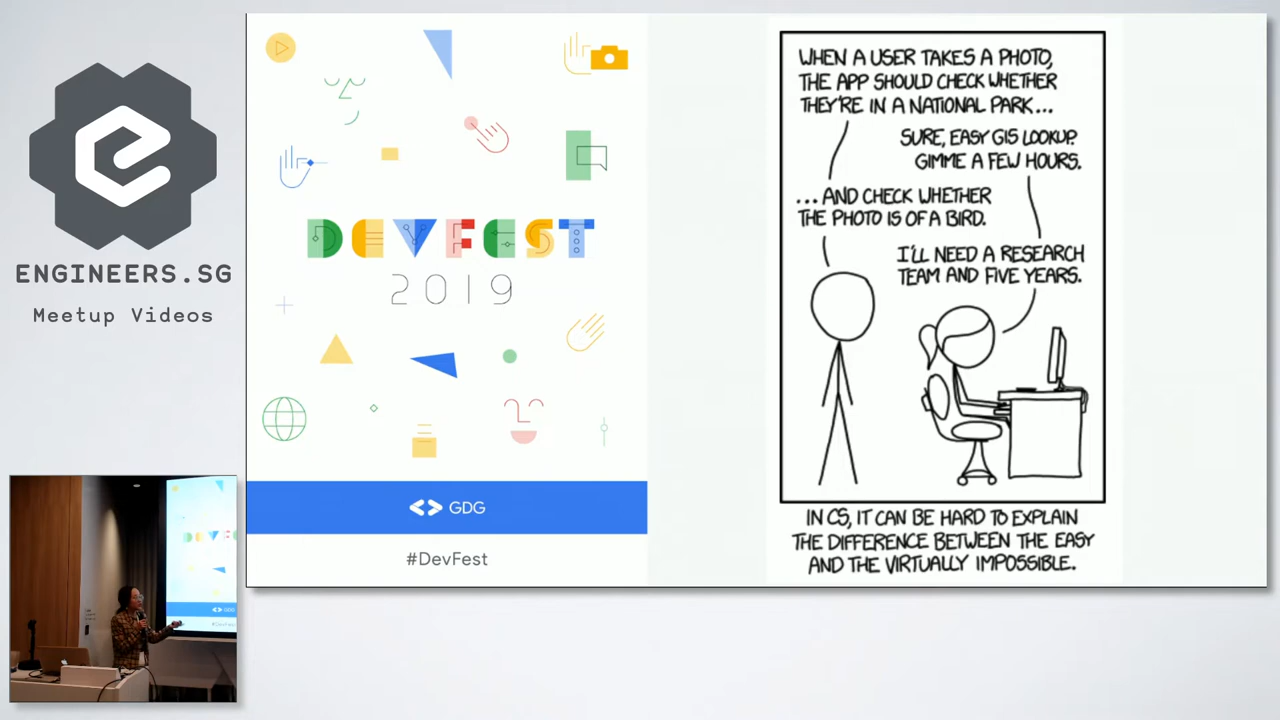 ENGINEERS.SG
Meetup Videos
DEVFEST
2019
<> GDG
#DevFest
WHEN A USER TAKES A PHOTO,
THE APP SHOULD CHECK WHETHER
THEY'RE IN A NATIONAL PARK...
SURE, EASY GIS LOOKUP.
GIMME A FEW HOURS.
...AND CHECK WHETHER
THE PHOTO IS OF A BIRD.
I'LL NEED A RESEARCH
TEAM AND FIVE YEARS.
IN CS, IT CAN BE HARD TO EXPLAIN
THE DIFFERENCE BETWEEN THE EASY
AND THE VIRTUALLY IMPOSSIBLE.
DEVF
GDG
#DevFes